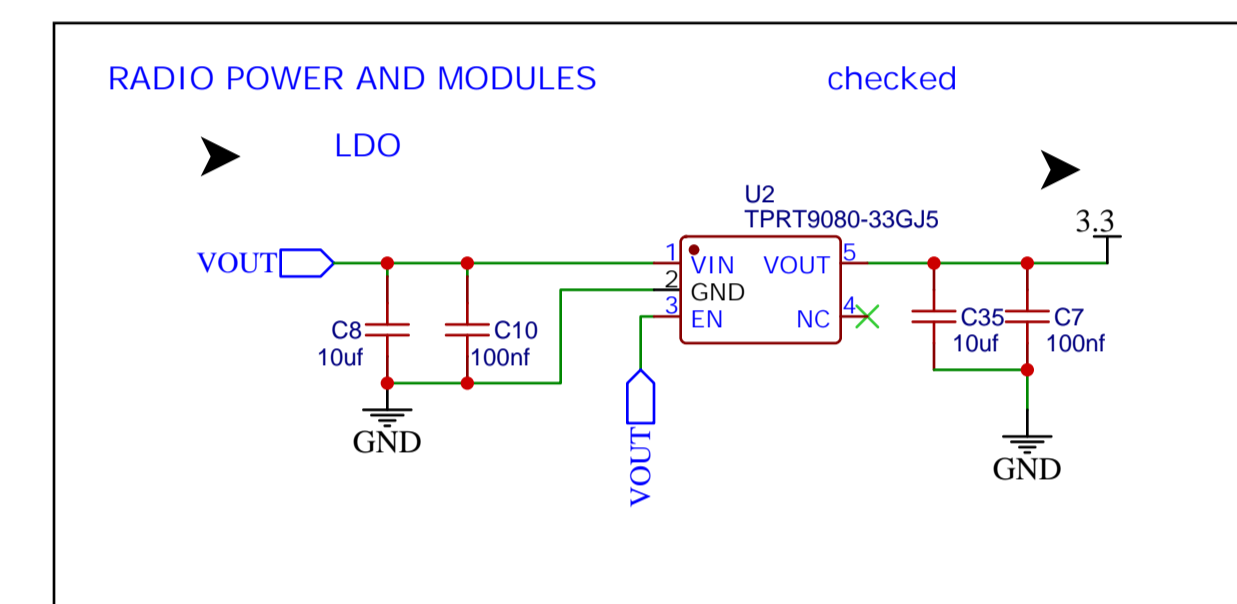 RADIO POWER AND MODULES
checked
LDO
U2
TPRT9080-33GJ5
3.3
VOUT
1
VIN
VOUT
5
2
GND
3
EN
NC
4
C8
10uf
C10
100nf
C35
10uf
C7
100nf
GND
VOUT
GND